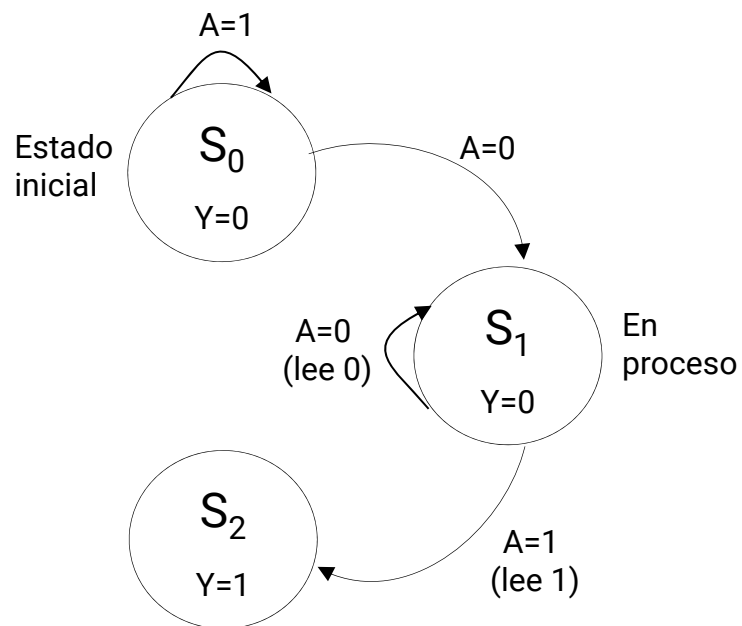 A=1
Estado
inicial
S₀
Y=0
A=0
A=0
(lee 0)
S₁
Y=0
En
proceso
S₂
Y=1
A=1
(lee 1)